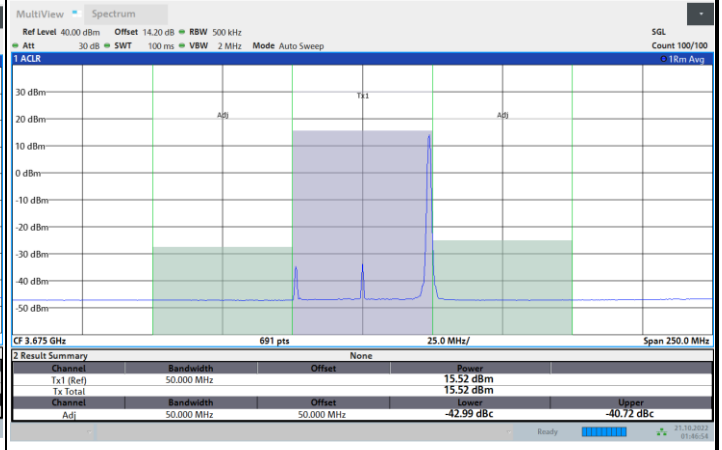 MultiView Spectrum
Ref Level 40.00 dBm Offset 14.20 dB RBW 500 kHz SGL
Att 30 dB SWT 100 ms VBW 2 MHz Mode Auto Sweep Count 100/100
1 ACLR 1Rm Avg
30 dBm
Tx1
20 dBm
Adj Adj
10 dBm
0 dBm
-10 dBm
-20 dBm
-30 dBm
-40 dBm
-50 dBm
CF 3.675 GHz 691 pts 25.0 MHz/ Span 250.0 MHz
2 Result Summary None
Channel Bandwidth Offset Power
Tx1 (Ref) 50.000 MHz 15.52 dBm
Tx Total 15.52 dBm
Channel Bandwidth Offset Lower Upper
Adj 50.000 MHz 50.000 MHz -42.99 dBc -40.72 dBc
Ready 21.10.2022
01:46:54